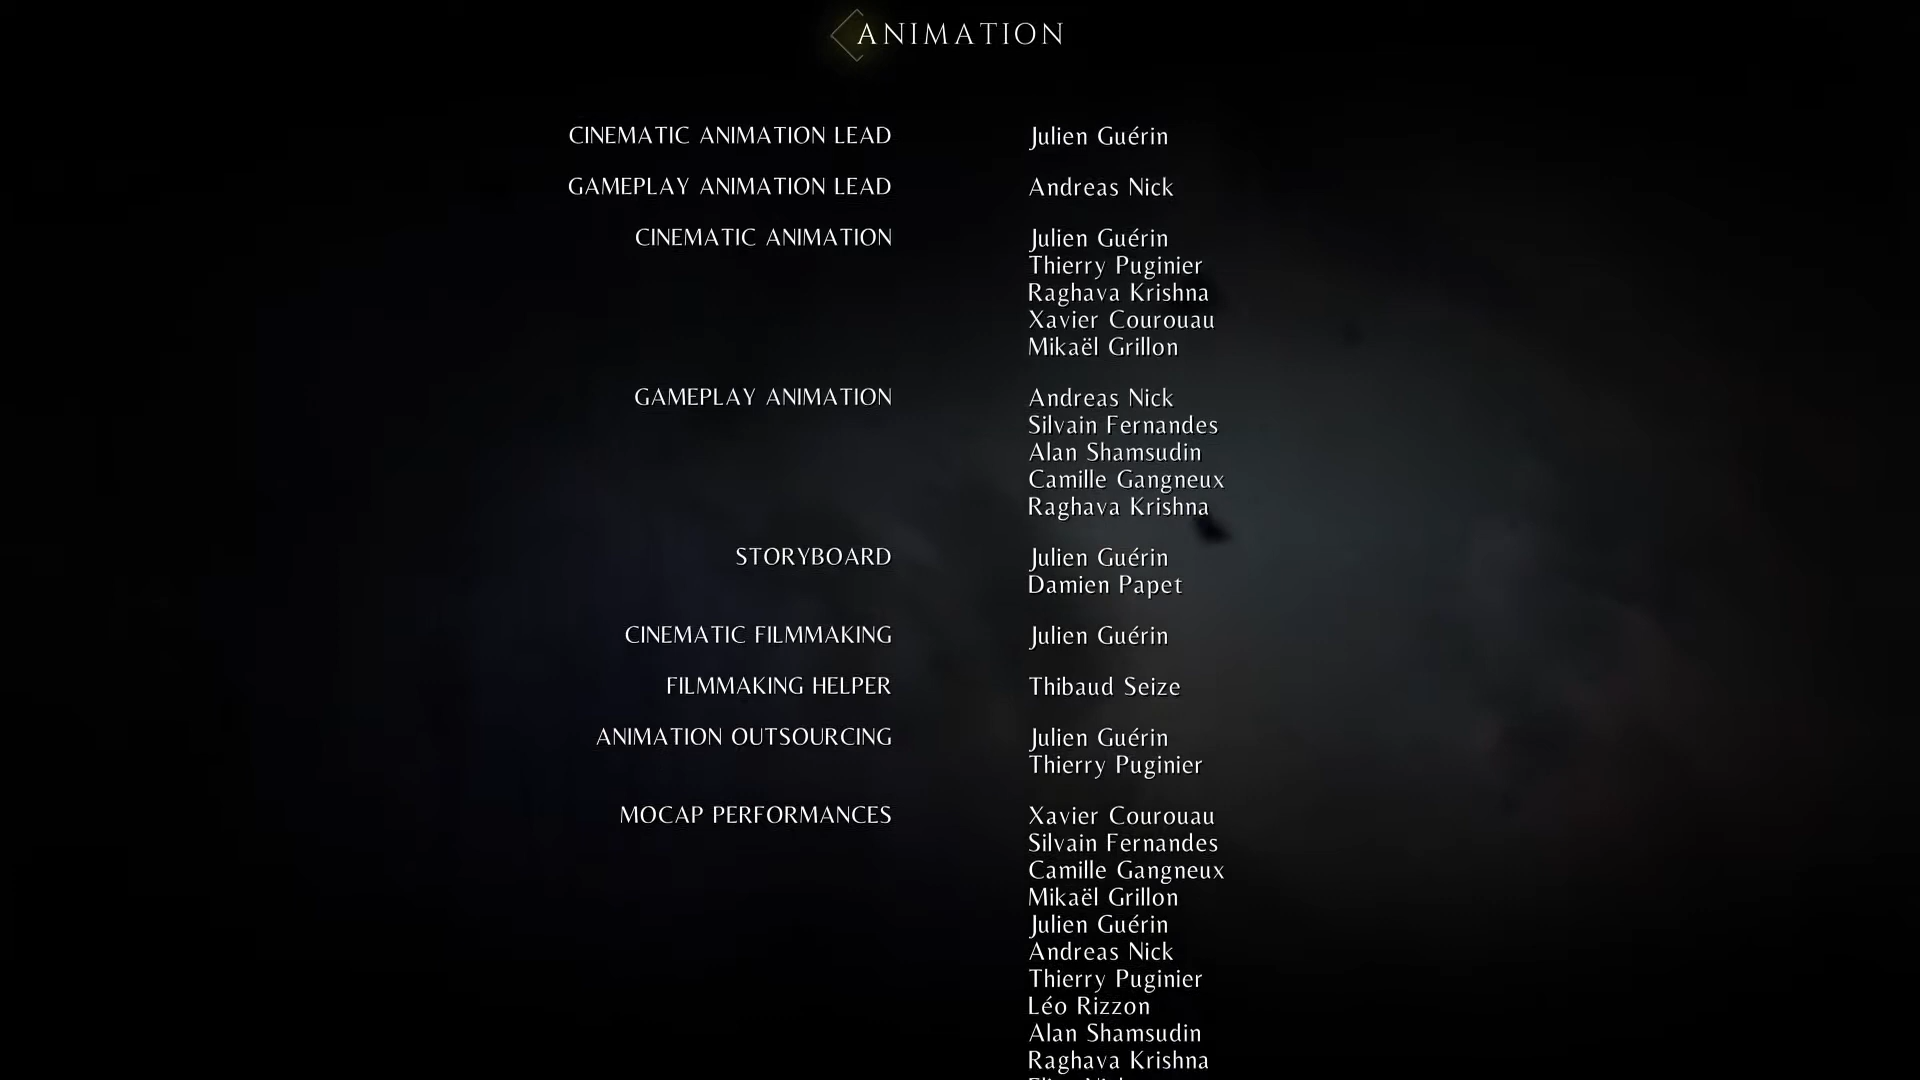 ANIMATION
CINEMATIC ANIMATION LEAD Julien Guérin
GAMEPLAY ANIMATION LEAD Andreas Nick
CINEMATIC ANIMATION Julien Guérin
Thierry Puginier
Raghava Krishna
Xavier Courouau
Mikaël Grillon
GAMEPLAY ANIMATION Andreas Nick
Silvain Fernandes
Alan Shamsudin
Camille Gangneux
Raghava Krishna
STORYBOARD Julien Guérin
Damien Papet
CINEMATIC FILMMAKING Julien Guérin
FILMMAKING HELPER Thibaud Seize
ANIMATION OUTSOURCING Julien Guérin
Thierry Puginier
MOCAP PERFORMANCES Xavier Courouau
Silvain Fernandes
Camille Gangneux
Mikaël Grillon
Julien Guérin
Andreas Nick
Thierry Puginier
Léo Rizzon
Alan Shamsudin
Raghava Krishna